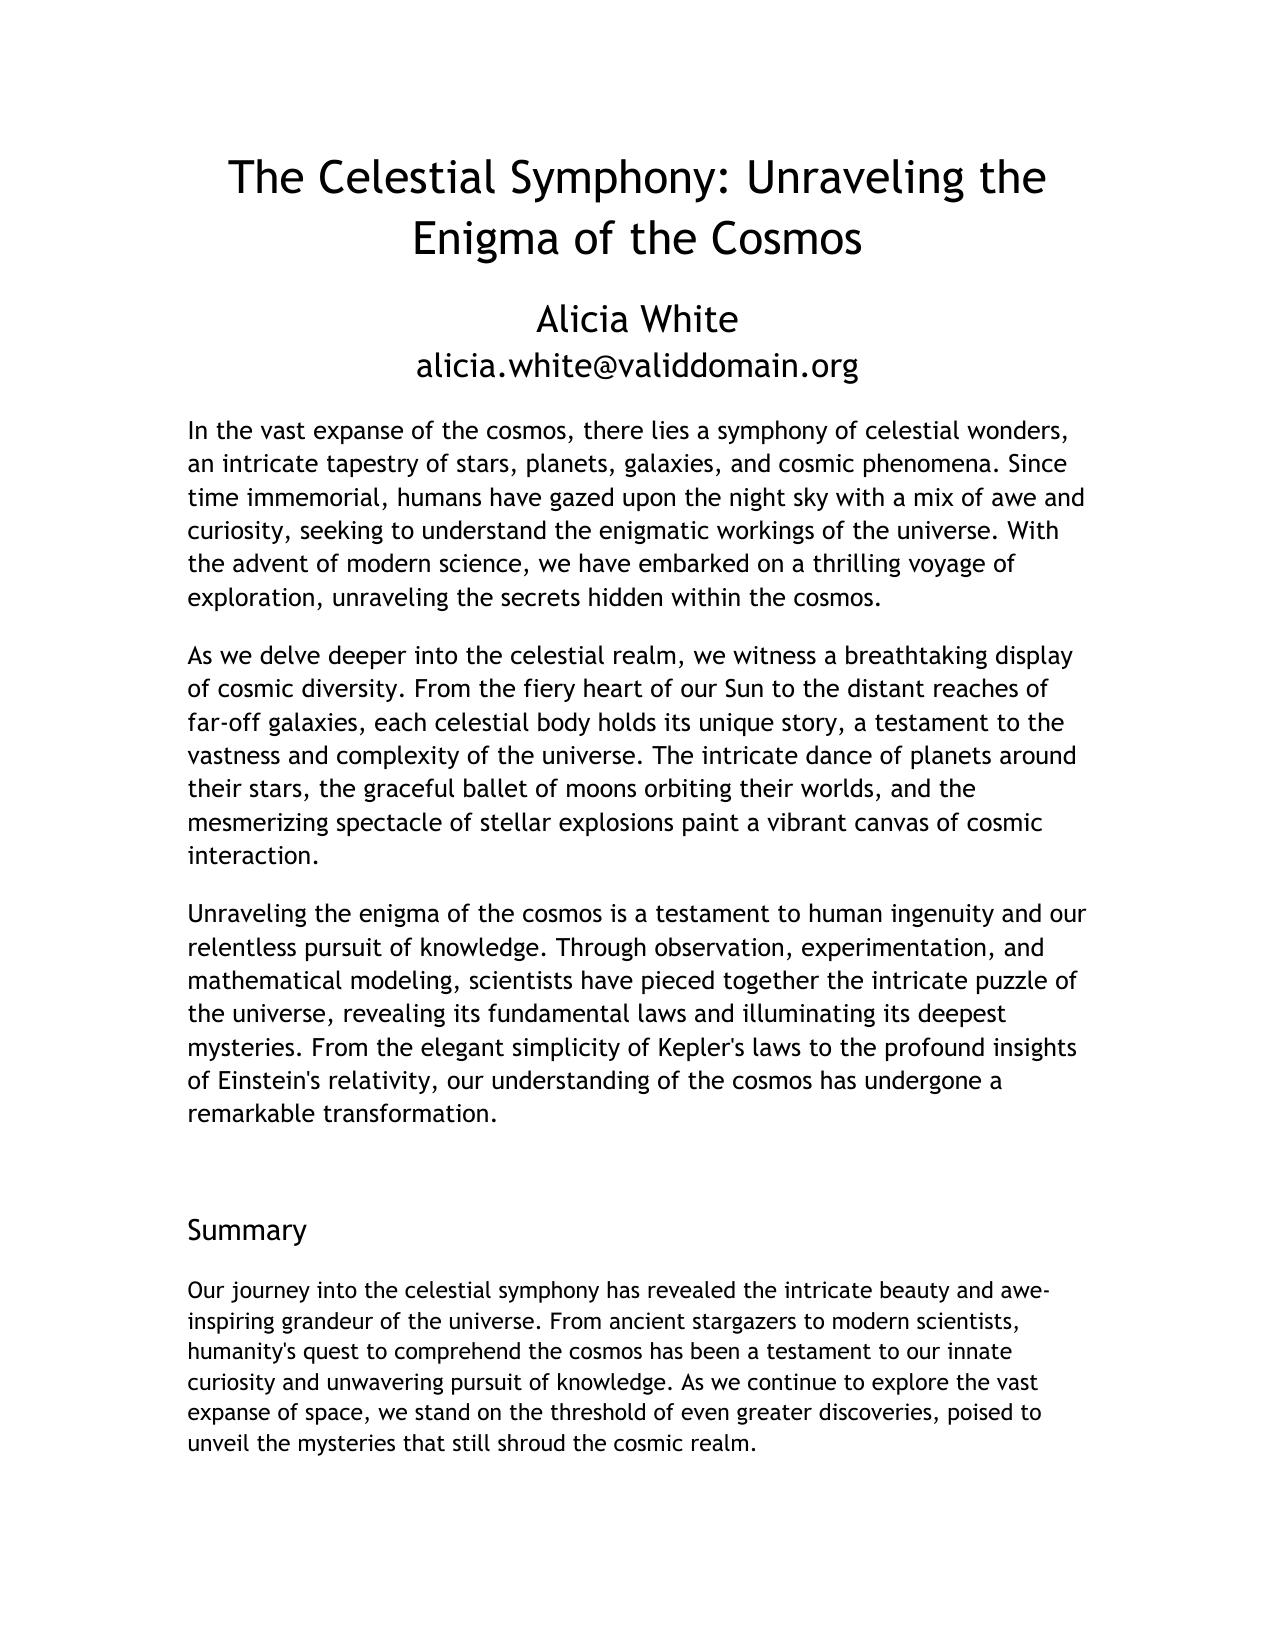 The Celestial Symphony: Unraveling the
Enigma of the Cosmos
Alicia White
alicia.white@validdomain.org
In the vast expanse of the cosmos, there lies a symphony of celestial wonders,
an intricate tapestry of stars, planets, galaxies, and cosmic phenomena. Since
time immemorial, humans have gazed upon the night sky with a mix of awe and
curiosity, seeking to understand the enigmatic workings of the universe. With
the advent of modern science, we have embarked on a thrilling voyage of
exploration, unraveling the secrets hidden within the cosmos.
As we delve deeper into the celestial realm, we witness a breathtaking display
of cosmic diversity. From the fiery heart of our Sun to the distant reaches of
far-off galaxies, each celestial body holds its unique story, a testament to the
vastness and complexity of the universe. The intricate dance of planets around
their stars, the graceful ballet of moons orbiting their worlds, and the
mesmerizing spectacle of stellar explosions paint a vibrant canvas of cosmic
interaction.
Unraveling the enigma of the cosmos is a testament to human ingenuity and our
relentless pursuit of knowledge. Through observation, experimentation, and
mathematical modeling, scientists have pieced together the intricate puzzle of
the universe, revealing its fundamental laws and illuminating its deepest
mysteries. From the elegant simplicity of Kepler's laws to the profound insights
of Einstein's relativity, our understanding of the cosmos has undergone a
remarkable transformation.
Summary
Our journey into the celestial symphony has revealed the intricate beauty and awe-
inspiring grandeur of the universe. From ancient stargazers to modern scientists,
humanity's quest to comprehend the cosmos has been a testament to our innate
curiosity and unwavering pursuit of knowledge. As we continue to explore the vast
expanse of space, we stand on the threshold of even greater discoveries, poised to
unveil the mysteries that still shroud the cosmic realm.